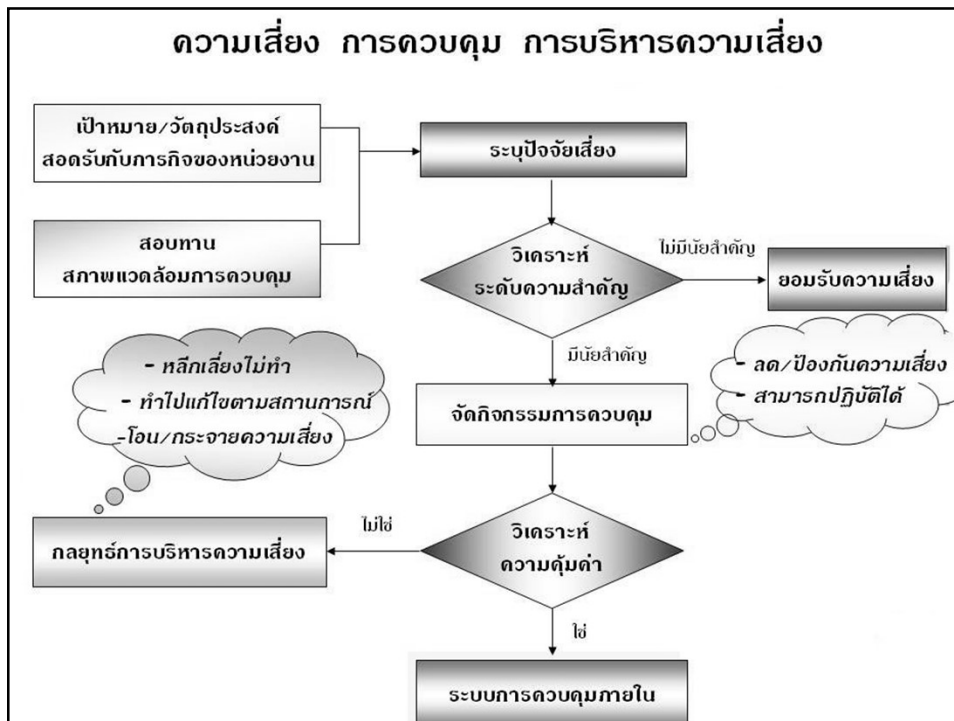 ความเสี่ยง การควบคุม การบริหารความเสี่ยง
เป้าหมาย/วัตถุประสงค์
สอดรับกับภารกิจของหน่วยงาน
ระบุปัจจัยเสี่ยง
สอบทาน
สภาพแวดล้อมการควบคุม
วิเคราะห์
ระดับความสำคัญ
ไม่มีนัยสำคัญ
ยอมรับความเสี่ยง
มีนัยสำคัญ
- หลีกเลี่ยงไม่ทำ
- ทำไปแก้ไขตามสถานการณ์
-โอน/กระจายความเสี่ยง
จัดกิจกรรมการควบคุม
- ลด/ป้องกันความเสี่ยง
- สามารถปฏิบัติได้
กลยุทธ์การบริหารความเสี่ยง
ไม่ใช่
วิเคราะห์
ความคุ้มค่า
ใช่
ระบบการควบคุมภายใน